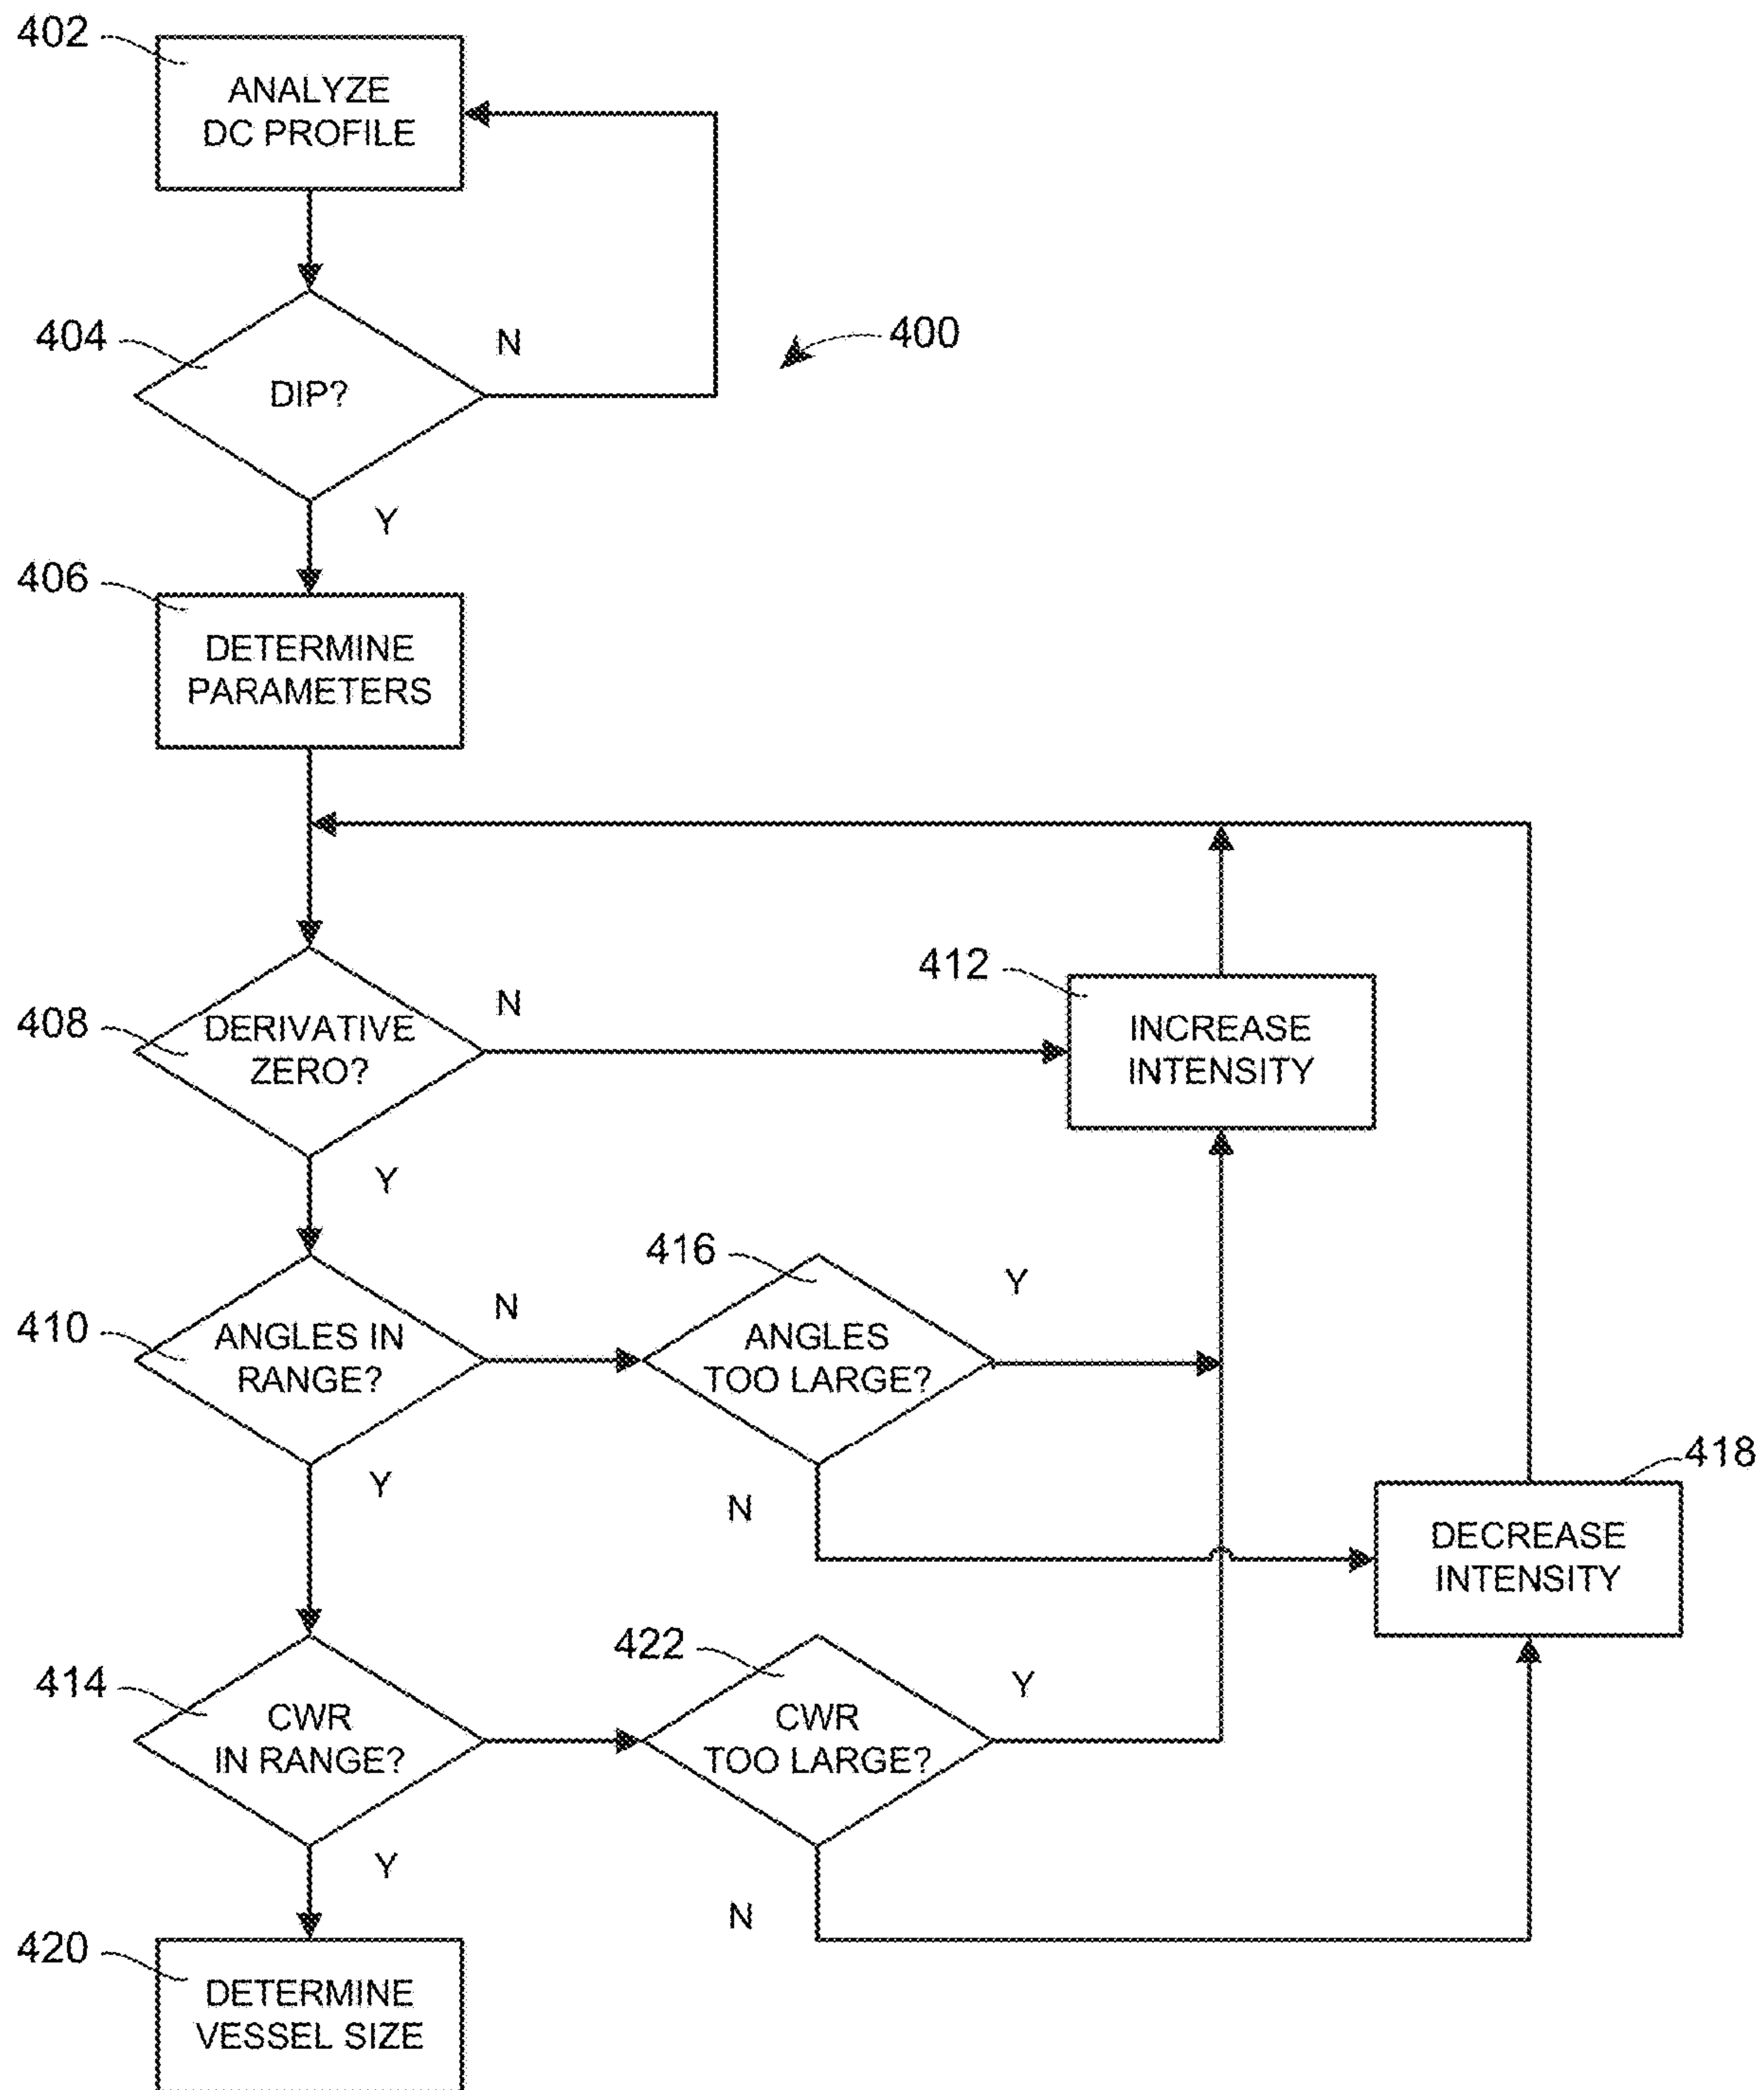 402
ANALYZE
DC PROFILE
404
DIP?
N
400
Y
406
DETERMINE
PARAMETERS
408
DERIVATIVE
ZERO?
N
412
INCREASE
INTENSITY
Y
410
ANGLES IN
RANGE?
N
416
ANGLES
TOO LARGE?
Y
N
418
DECREASE
INTENSITY
Y
414
CWR
IN RANGE?
422
CWR
TOO LARGE?
Y
N
Y
420
DETERMINE
VESSEL SIZE